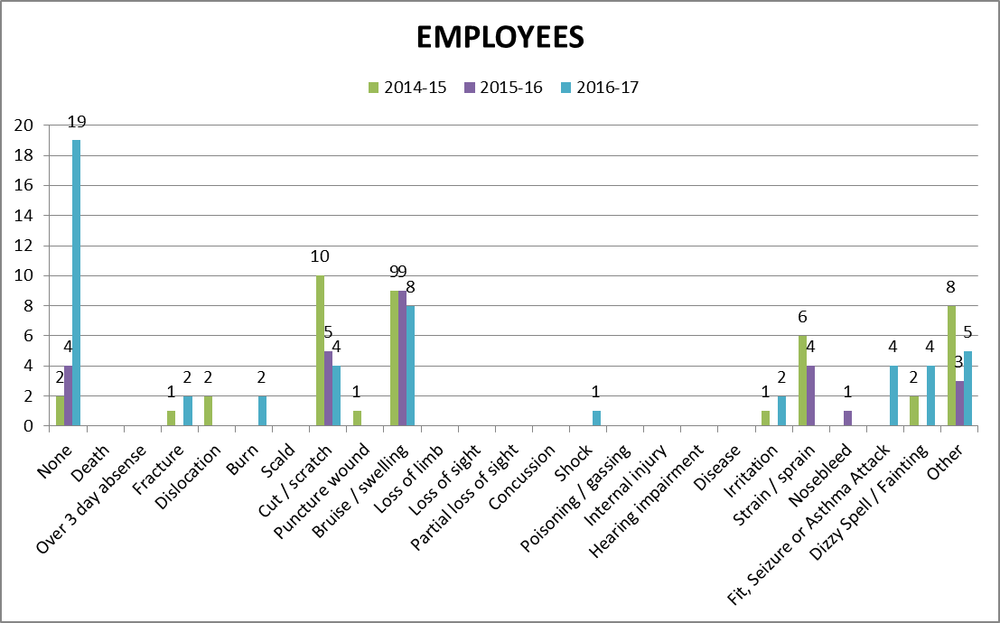 EMPLOYEES
2014-15 2015-16 2016-17
20
18
16
14
12
10
8
6
4
2
0
2 4 19
1 2
2
2
10 5 4
1
9 9 8
1
1 2
6 4
1
4
2 4
8 3 5
None
Death
Over 3 day absense
Fracture
Dislocation
Burn
Scald
Cut / scratch
Puncture wound
Bruise / swelling
Loss of limb
Loss of sight
Partial loss of sight
Concussion
Shock
Poisoning / gassing
Internal injury
Hearing impairment
Disease
Irritation
Strain / sprain
Nosebleed
Fit, Seizure or Asthma Attack
Dizzy Spell / Fainting
Other